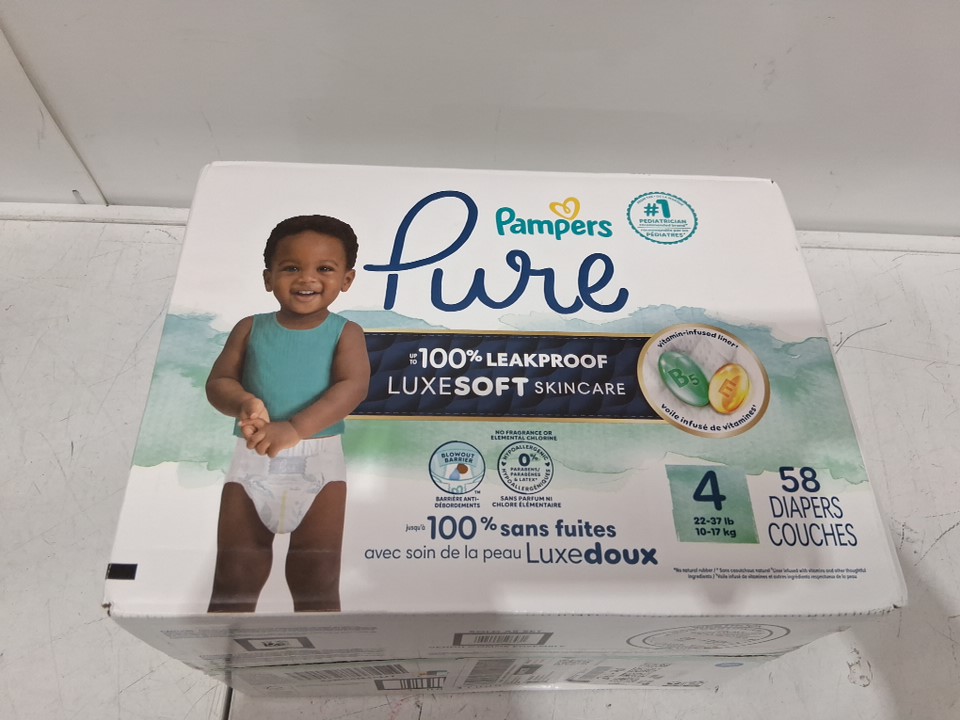 Pampers
Pure
#1
PEDIATRICIAN
PÉDIATRES*
UP TO 100% LEAKPROOF
LUXESOFT SKINCARE
vitamin-infused liner†
B5
E
voile infusé de vitamines†
NO FRAGRANCE OR
ELEMENTAL CHLORINE
BLOWOUT
BARRIER
BARRIÈRE ANTI-
DÉBORDEMENTS
HYPOALLERGENIC
0%
PARABENS/
PARABÈNES
& LATEX*
HYPOALLERGÉNIQUES
SANS PARFUM NI
CHLORE ÉLÉMENTAIRE
jusqu'à 100% sans fuites
avec soin de la peau Luxedoux
4
22-37 lb
10-17 kg
58
DIAPERS
COUCHES